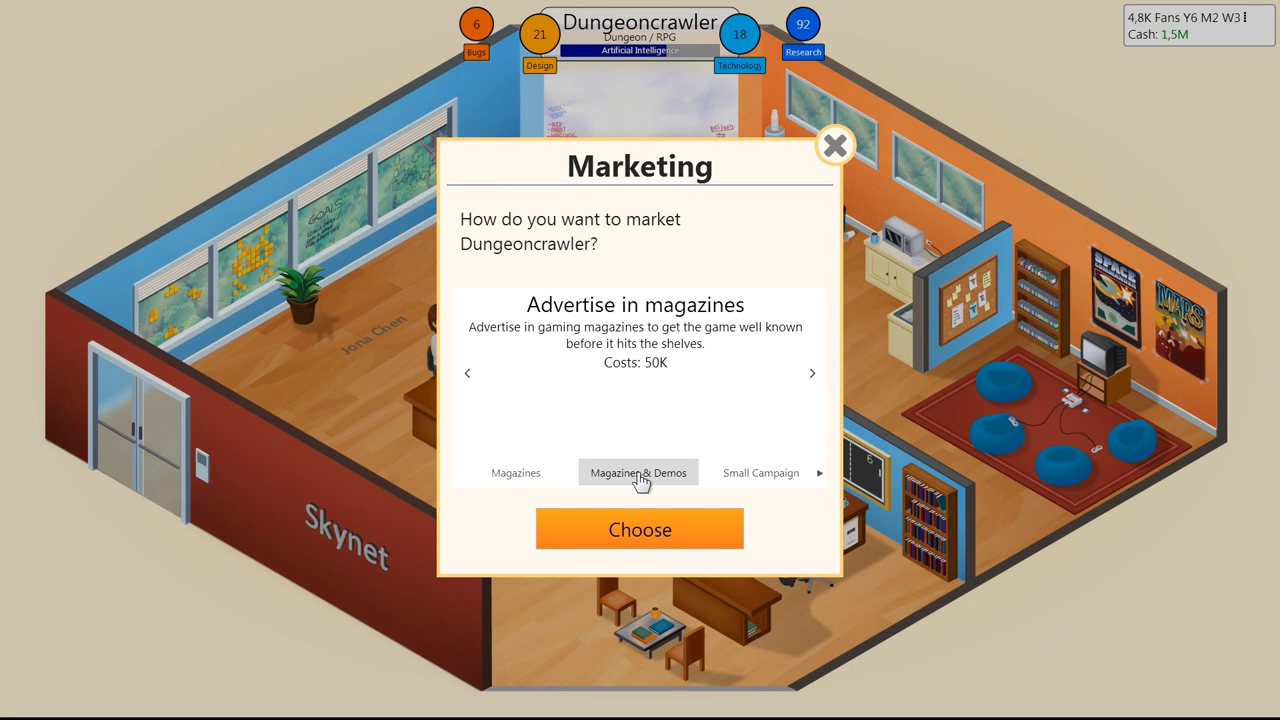 6
Bugs
21
Design
Dungeoncrawler
Dungeon / RPG
Artificial Intelligence
18
Technology
92
Research
4,8K Fans Y6 M2 W3
Cash: 1,5M
GOALS
Jona Chen
Marketing
How do you want to market
Dungeoncrawler?
Advertise in magazines
Advertise in gaming magazines to get the game well known
before it hits the shelves.
Costs: 50K
Magazines
Magazines & Demos
Small Campaign
Choose
SPACE
MARS
6
Skynet